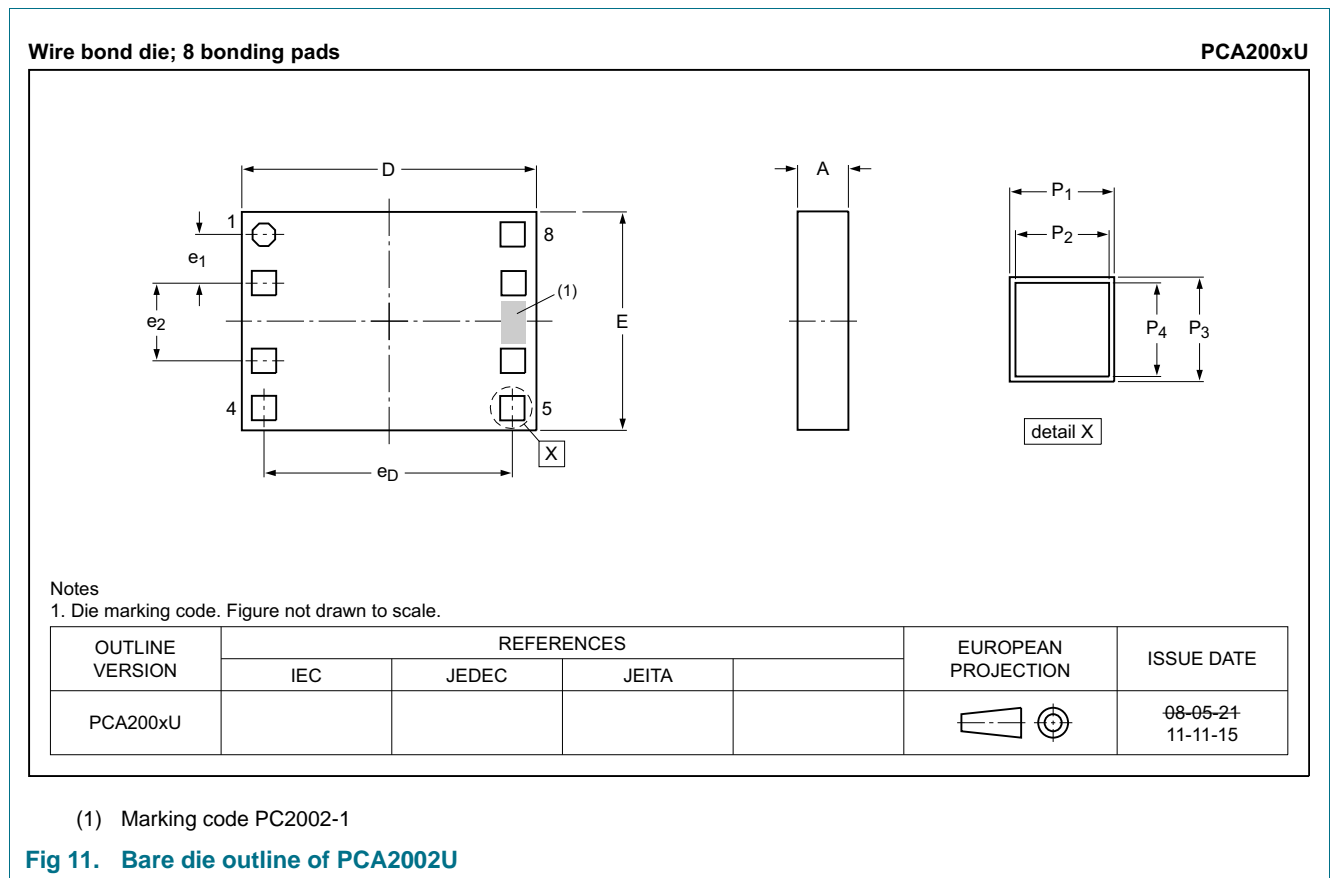 Wire bond die; 8 bonding pads PCA200xU
D A
P1
P2
1 8
e1
(1)
e2 E P4 P3
4 5
X detail X
eD
Notes
1. Die marking code. Figure not drawn to scale.
OUTLINE VERSION REFERENCES EUROPEAN PROJECTION ISSUE DATE
IEC JEDEC JEITA
PCA200xU 08-05-21
11-11-15
(1) Marking code PC2002-1
Fig 11. Bare die outline of PCA2002U